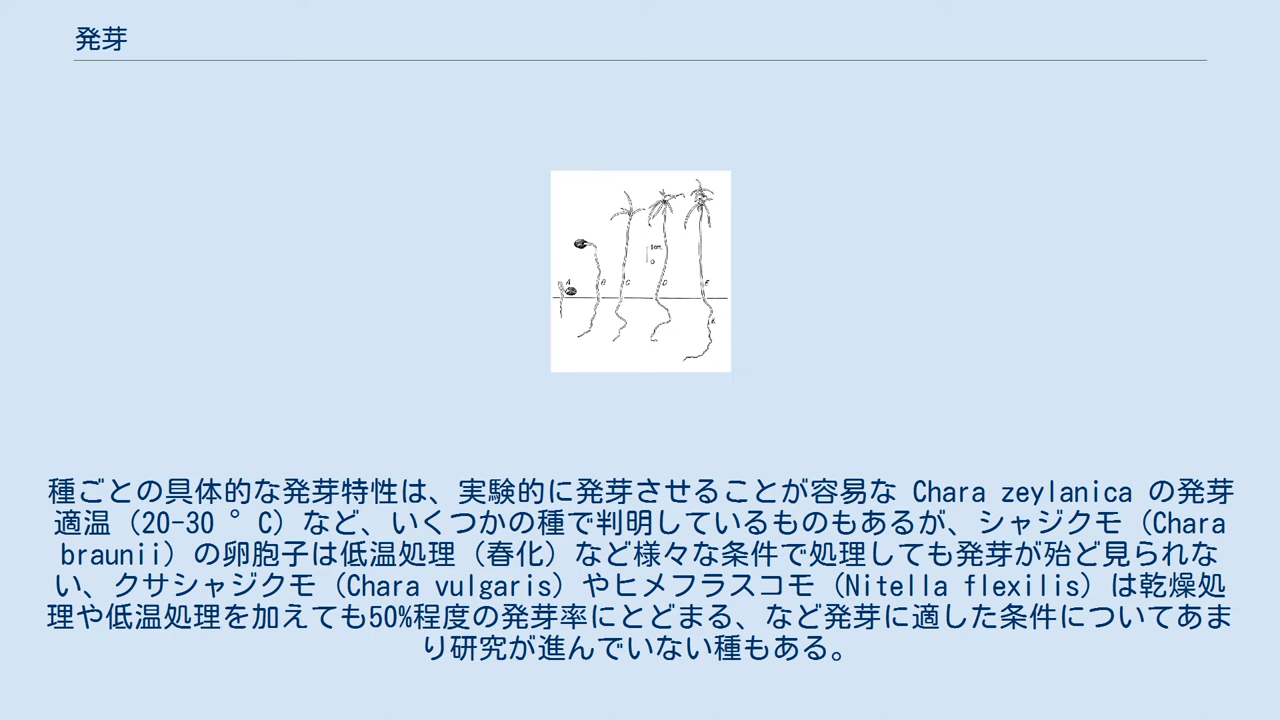 発芽
A
B
C
D
E
種ごとの具体的な発芽特性は、実験的に発芽させることが容易な Chara zeylanica の発芽
適温（20-30 ° C）など、いくつかの種で判明しているものもあるが、シャジクモ（Chara
braunii）の卵胞子は低温処理（春化）など様々な条件で処理しても発芽が殆ど見られな
い、クサシャジクモ（Chara vulgaris）やヒメフラスコモ（Nitella flexilis）は乾燥処
理や低温処理を加えても50%程度の発芽率にとどまる、など発芽に適した条件についてあま
り研究が進んでいない種もある。